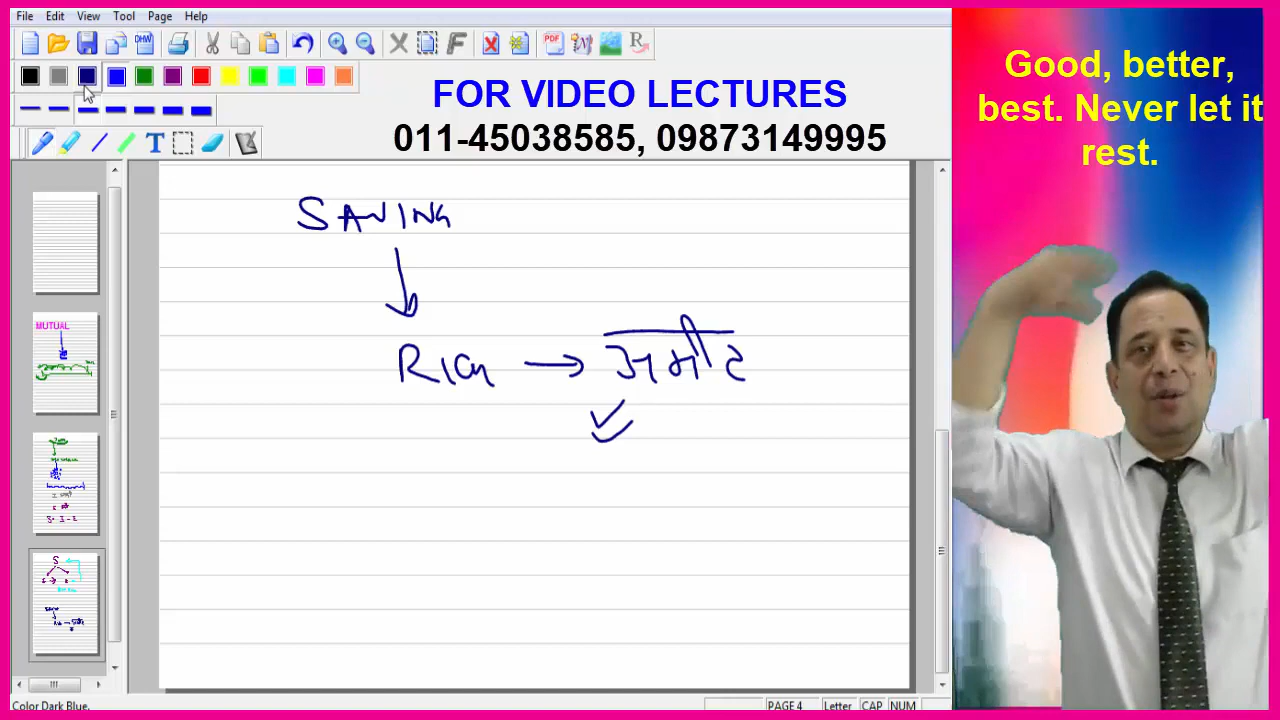 File Edit View Tool Page Help
FOR VIDEO LECTURES
011-45038585, 09873149995
Good, better,
best. Never let it
rest.
SAVING
RICH → अमीर
MUTUAL
Color Dark Blue.
PAGE 4 Letter CAP NUM